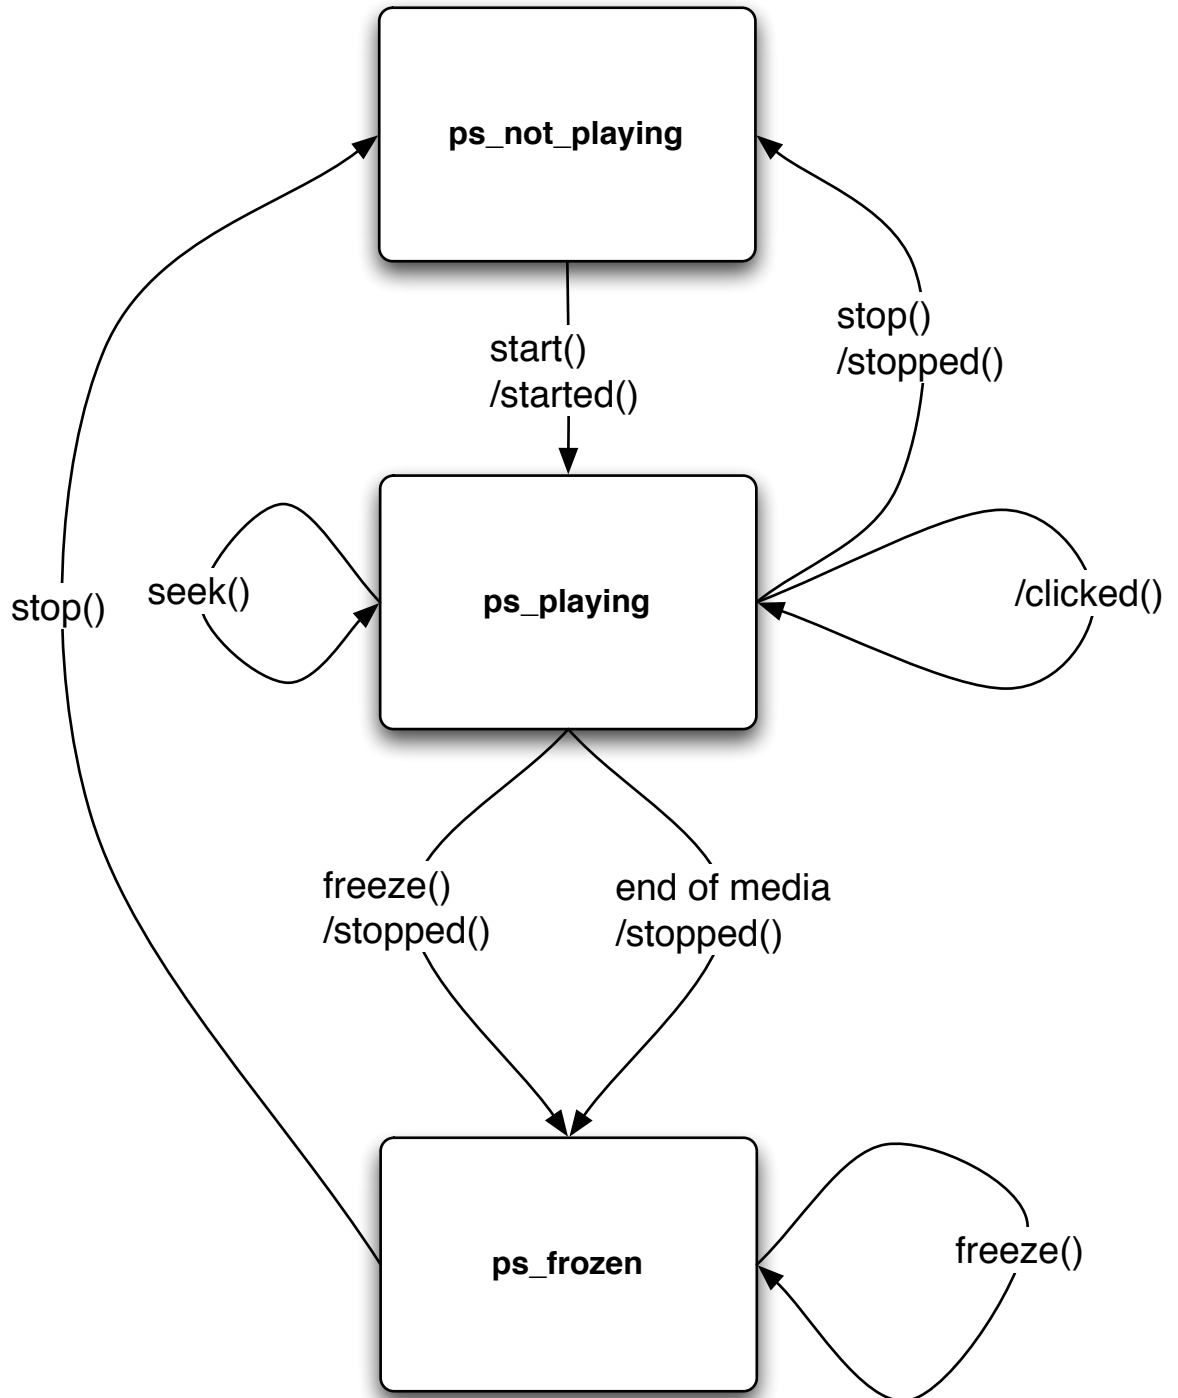 ps_not_playing
stop()
/stopped()
start()
/started()
seek()
stop()
ps_playing
/clicked()
freeze()
/stopped()
end of media
/stopped()
ps_frozen
freeze()